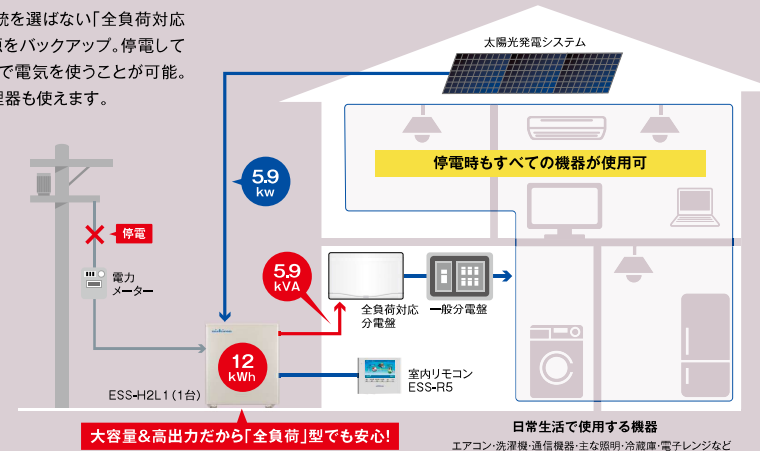 統を選ばない「全負荷対応
源をバックアップ。停電して
で電気を使うことが可能。
理器も使えます。
太陽光発電システム
停電時もすべての機器が使用可
5.9
kw
停電
電力
メーター
5.9
kVA
全負荷対応
分電盤
一般分電盤
12
kWh
ESS-H2L1（1台）
室内リモコン
ESS-R5
大容量&高出力だから「全負荷」型でも安心！
日常生活で使用する機器
エアコン・洗濯機・通信機器・主な照明・冷蔵庫・電子レンジなど